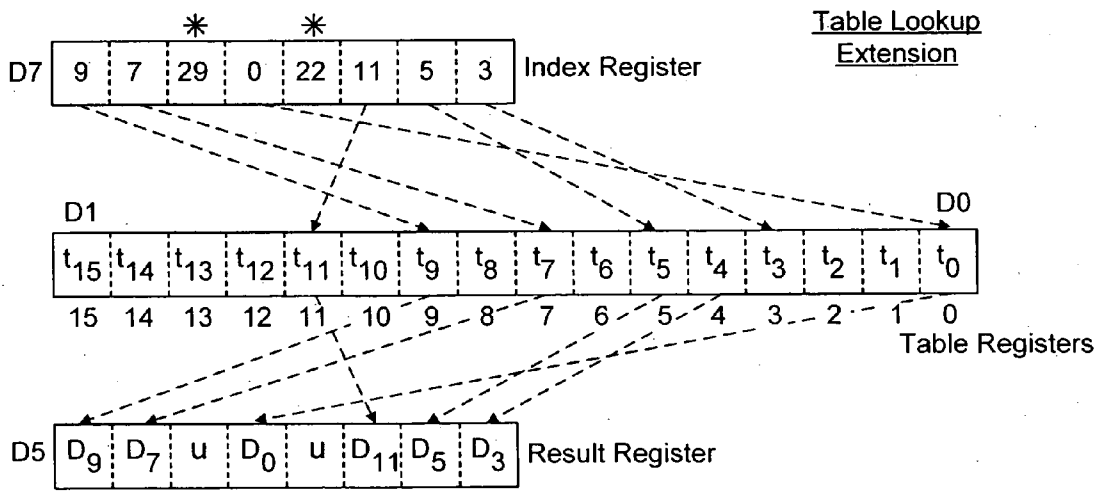 Table Lookup
Extension
* *
D7 9 7 29 0 22 11 5 3 Index Register
D1 D0
t15 t14 t13 t12 t11 t10 t9 t8 t7 t6 t5 t4 t3 t2 t1 t0
15 14 13 12 11 10 9 8 7 6 5 4 3 2 1 0
Table Registers
D5 D9 D7 u D0 u D11 D5 D3 Result Register